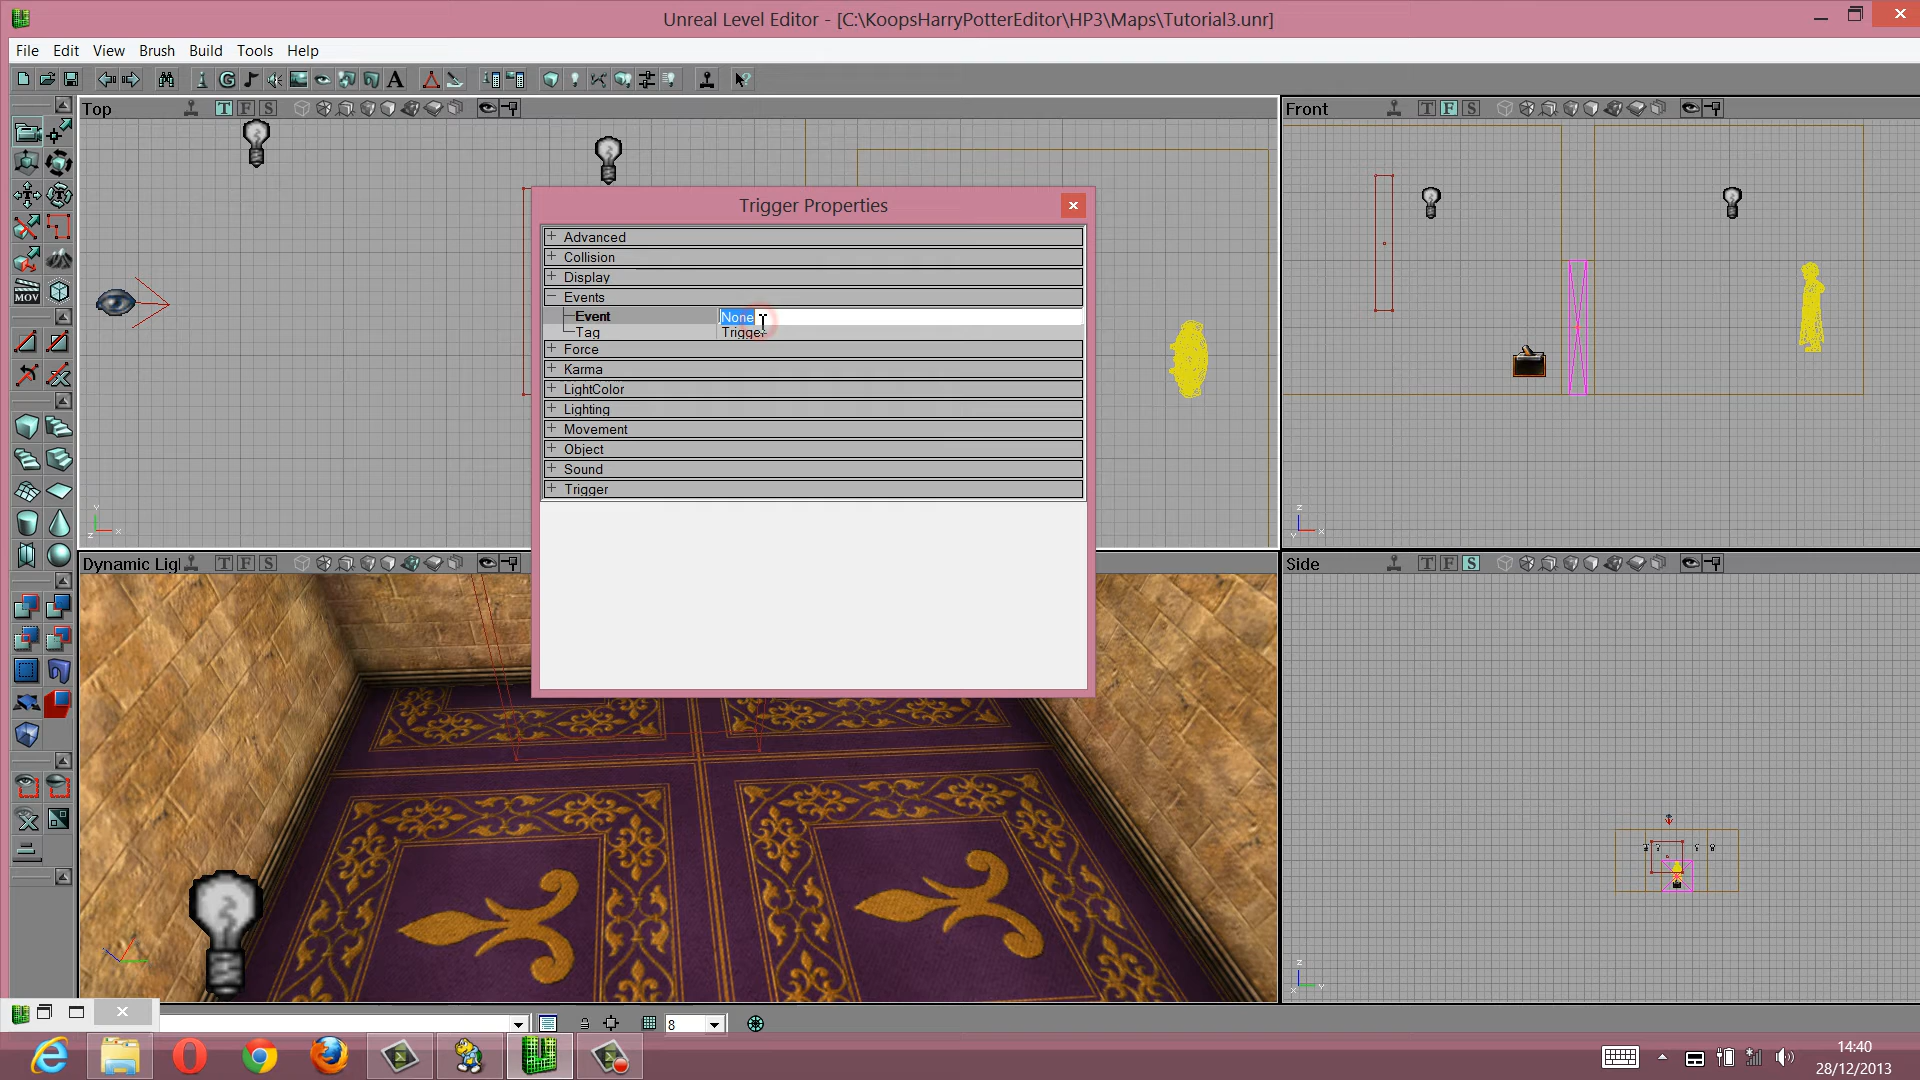 Unreal Level Editor - [C:\KoopsHarryPotterEditor\HP3\Maps\Tutorial3.unr]
File Edit View Brush Build Tools Help
Top T F S
Front T F S
Trigger Properties
Advanced
Collision
Display
Events
Event None
Tag Trigger
Force
Karma
LightColor
Lighting
Movement
Object
Sound
Trigger
MOV
Dynamic Lig T F S
Side T F S
8
14:40
28/12/2013